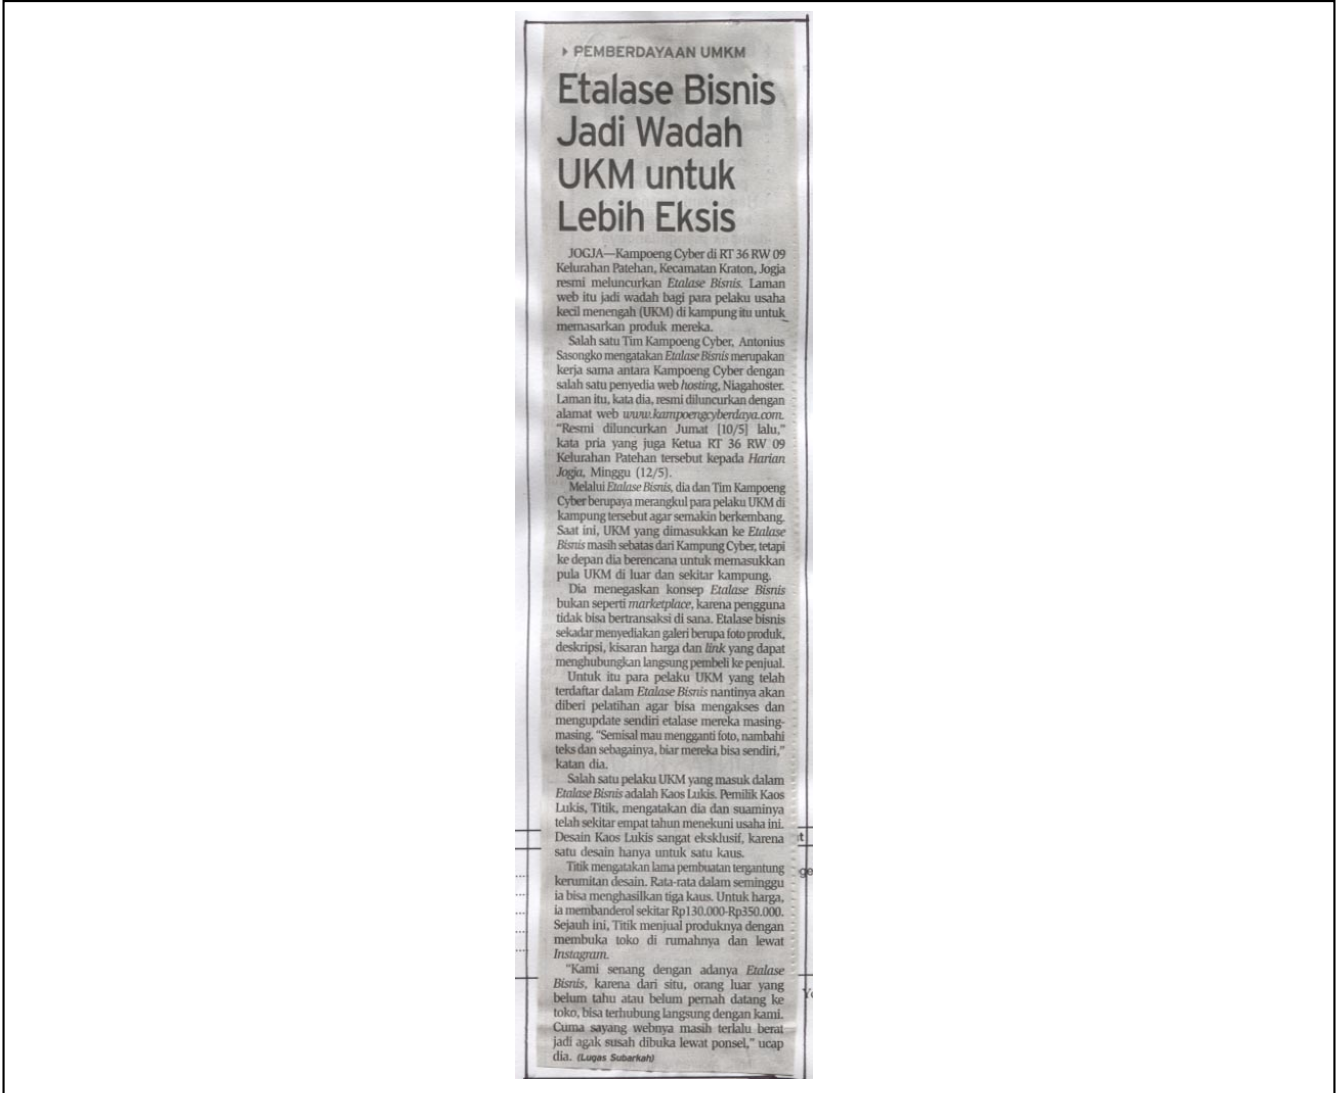 PEMBERDAYAAN UMKM
Etalase Bisnis
Jadi Wadah
UKM untuk
Lebih Eksis
JOGJA—Kampoeng Cyber di RT 36 RW 09
Kelurahan Patehan, Kecamatan Kraton, Jogja
resmi meluncurkan Etalase Bisnis. Laman
web itu jadi wadah bagi para pelaku usaha
kecil menengah (UKM) di kampung itu untuk
memasarkan produk mereka.
Salah satu Tim Kampoeng Cyber, Antonius
Sasongko mengatakan Etalase Bisnis merupakan
kerja sama antara Kampoeng Cyber dengan
salah satu penyedia web hosting, Niagahoster.
Laman itu, kata dia, resmi diluncurkan dengan
alamat web www.kampoengcyberdaya.com.
“Resmi diluncurkan Jumat [10/5] lalu,”
kata pria yang juga Ketua RT 36 RW 09
Kelurahan Patehan tersebut kepada Harian
Jogja, Minggu (12/5).
Melalui Etalase Bisnis, dia dan Tim Kampoeng
Cyber berupaya merangkul para pelaku UKM di
kampung tersebut agar semakin berkembang.
Saat ini, UKM yang dimasukkan ke Etalase
Bisnis masih sebatas dari Kampung Cyber, tetapi
ke depan dia berencana untuk memasukkan
pula UKM di luar dan sekitar kampung.
Dia menegaskan konsep Etalase Bisnis
bukan seperti marketplace, karena pengguna
tidak bisa bertransaksi di sana. Etalase bisnis
sekadar menyediakan galeri berupa foto produk,
deskripsi, kisaran harga dan link yang dapat
menghubungkan langsung pembeli ke penjual.
Untuk itu para pelaku UKM yang telah
terdaftar dalam Etalase Bisnis nantinya akan
diberi pelatihan agar bisa mengakses dan
mengupdate sendiri etalase mereka masing-
masing. “Semisal mau mengganti foto, nambahi
teks dan sebagainya, biar mereka bisa sendiri,”
katan dia.
Salah satu pelaku UKM yang masuk dalam
Etalase Bisnis adalah Kaos Lukis. Pemilik Kaos
Lukis, Titik, mengatakan dia dan suaminya
telah sekitar empat tahun menekuni usaha ini.
Desain Kaos Lukis sangat eksklusif, karena
satu desain hanya untuk satu kaus.
Titik mengatakan lama pembuatan tergantung
kerumitan desain. Rata-rata dalam seminggu
ia bisa menghasilkan tiga kaus. Untuk harga,
ia membanderol sekitar Rp130.000-Rp350.000.
Sejauh ini, Titik menjual produknya dengan
membuka toko di rumahnya dan lewat
Instagram.
“Kami senang dengan adanya Etalase
Bisnis, karena dari situ, orang luar yang
belum tahu atau belum pernah datang ke
toko, bisa terhubung langsung dengan kami.
Cuma sayang webnya masih terlalu berat
jadi agak susah dibuka lewat ponsel,” ucap
dia. (Lugas Subarkah)